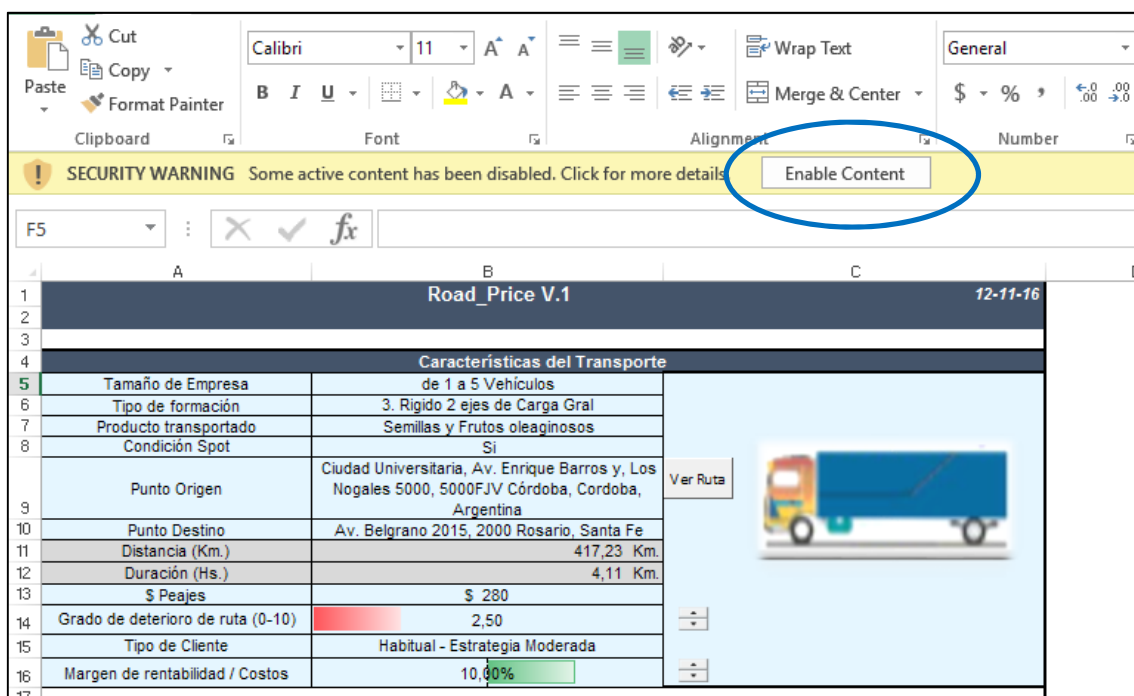 Cut
Calibri 11 A A Wrap Text General
Copy
Paste Format Painter B I U A Merge & Center $ % , .0 .00 .00 .0
Clipboard Font Alignment Number
SECURITY WARNING Some active content has been disabled. Click for more details Enable Content
F5 fx
A B C
1 Road_Price V.1 12-11-16
2
3
4 Características del Transporte
5 Tamaño de Empresa de 1 a 5 Vehículos
6 Tipo de formación 3. Rigido 2 ejes de Carga Gral
7 Producto transportado Semillas y Frutos oleaginosos
8 Condición Spot Si
Ciudad Universitaria, Av. Enrique Barros y, Los
Punto Origen Nogales 5000, 5000FJV Córdoba, Cordoba, Ver Ruta
9 Argentina
10 Punto Destino Av. Belgrano 2015, 2000 Rosario, Santa Fe
11 Distancia (Km.) 417,23 Km.
12 Duración (Hs.) 4,11 Km.
13 $ Peajes $ 280
14 Grado de deterioro de ruta (0-10) 2,50
15 Tipo de Cliente Habitual - Estrategia Moderada
16 Margen de rentabilidad / Costos 10,00%
17